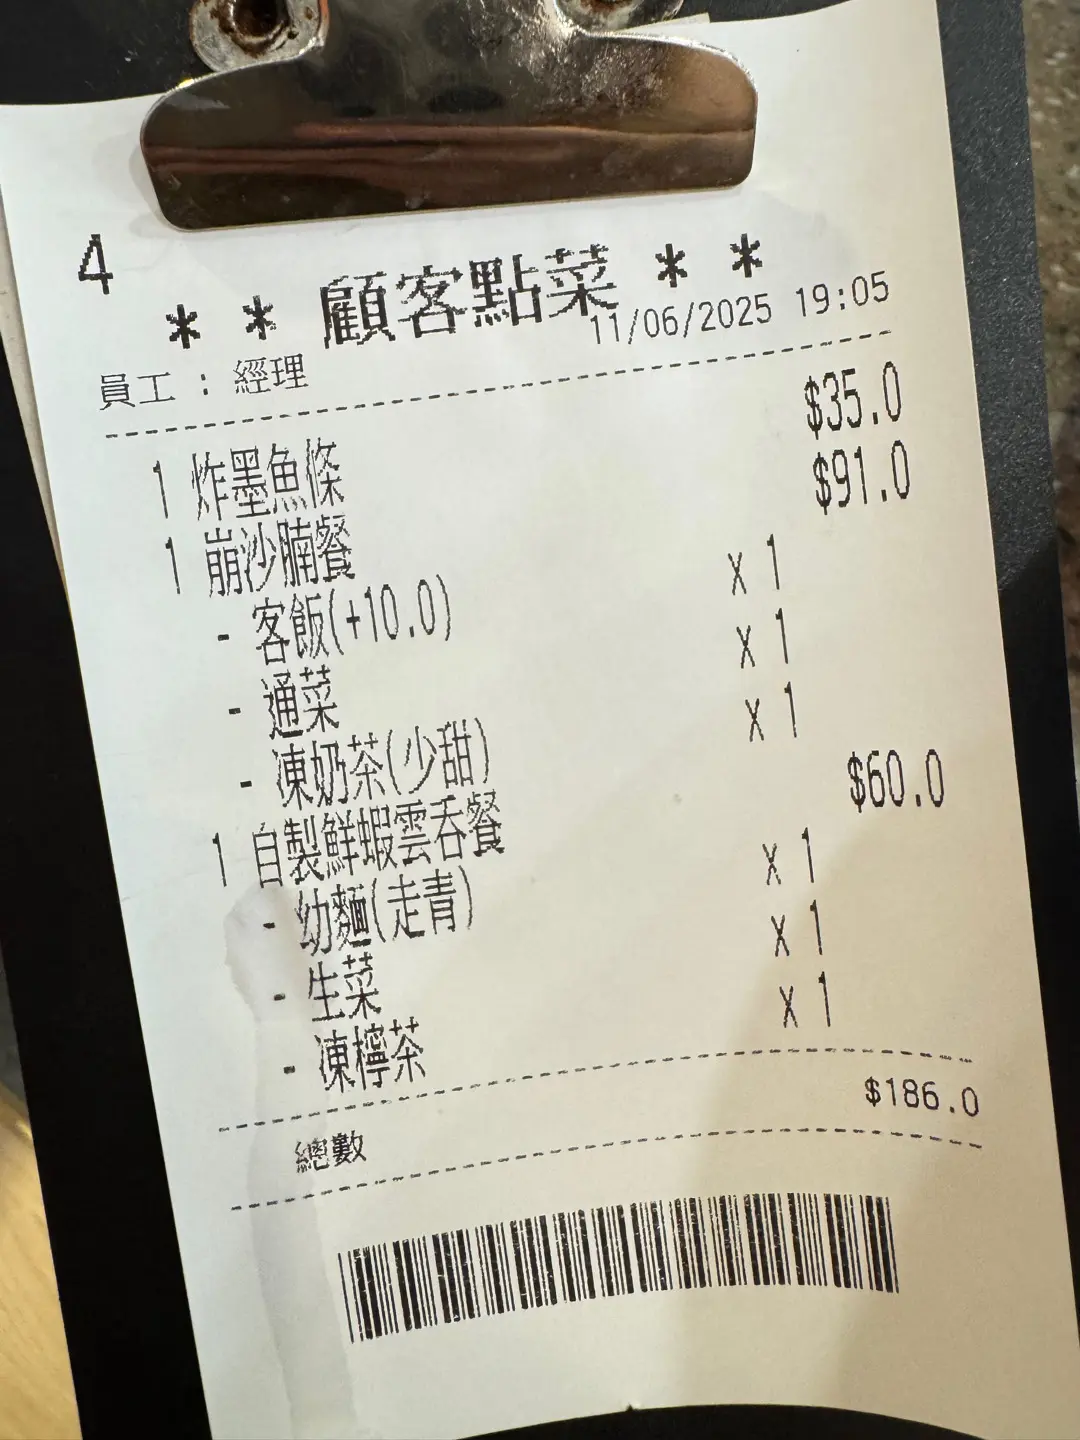 4
* * 顧客點菜 * *
員工 : 經理 11/06/2025 19:05
1 炸墨魚條 $35.0
1 崩沙腩餐 $91.0
- 客飯(+10.0) x 1
- 通菜 x 1
- 凍奶茶(少甜) x 1
1 自製鮮蝦雲吞餐 $60.0
- 幼麵(走青) x 1
- 生菜 x 1
- 凍檸茶 x 1
總數 $186.0